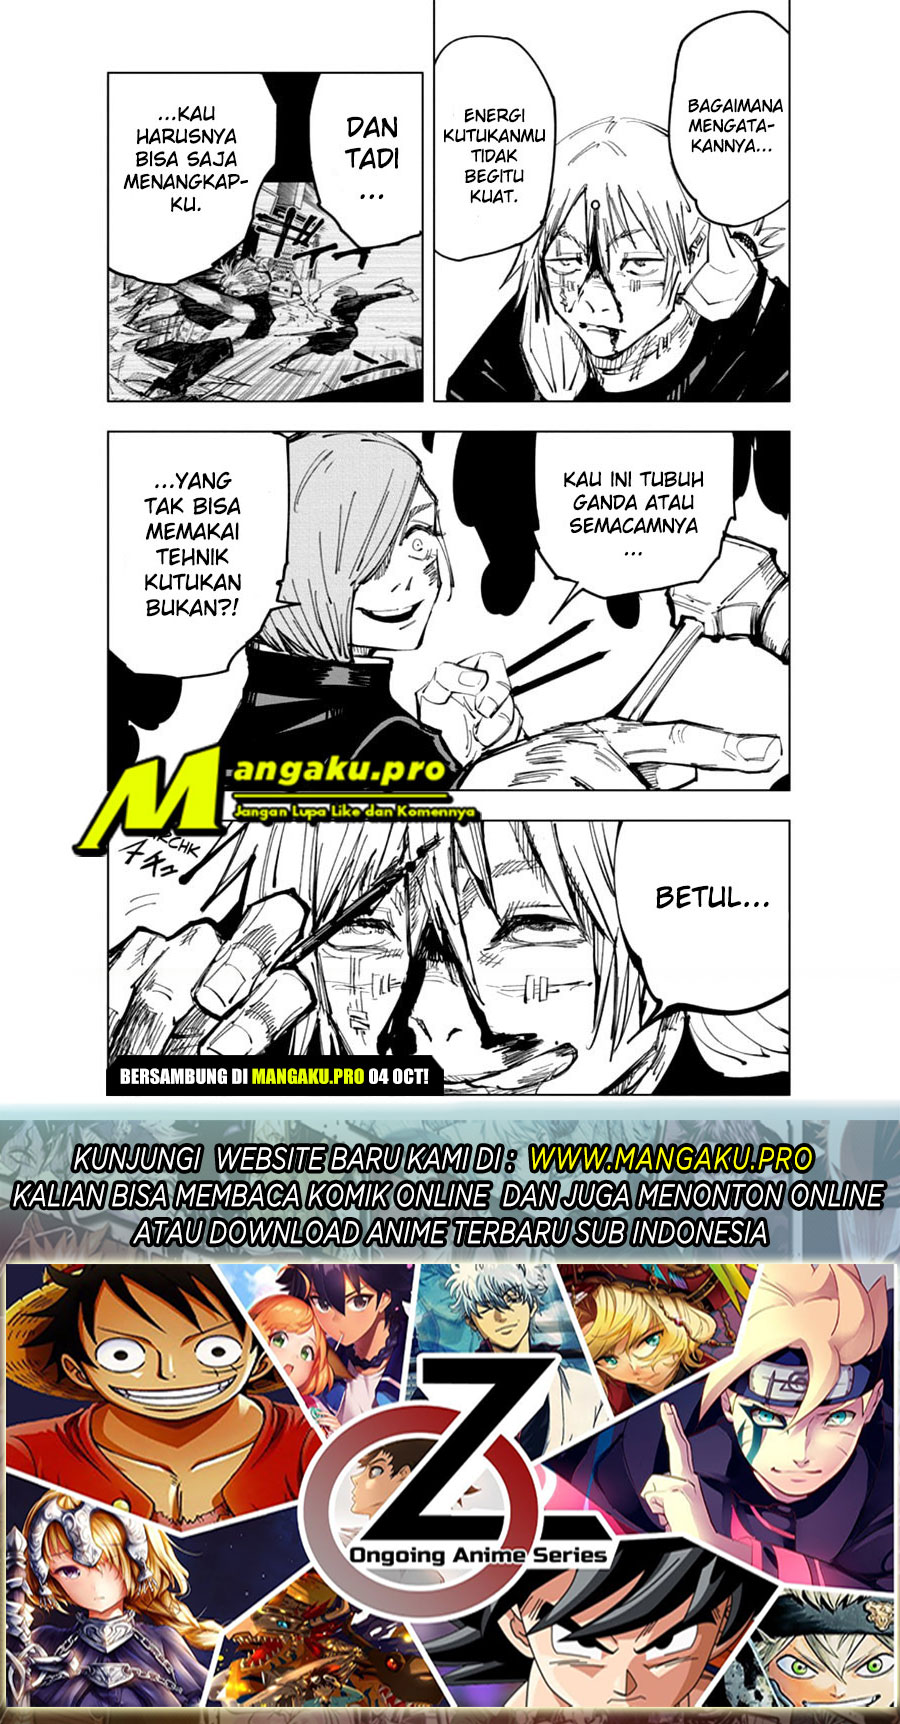 BAGAIMANA
MENGATA-
KANNYA...
ENERGI
KUTUKANMU
TIDAK
BEGITU
KUAT.
DAN
TADI
...
...KAU
HARUSNYA
BISA SAJA
MENANGKAP-
KU.
KAU INI TUBUH
GANDA ATAU
SEMACAMNYA
...
...YANG
TAK BISA
MEMAKAI
TEHNIK
KUTUKAN
BUKAN?!
Mangaku.pro
Jangan Lupa Like dan Komennya
BETUL...
BERSAMBUNG DI MANGAKU.PRO 04 OCT!
KUNJUNGI WEBSITE BARU KAMI DI : WWW.MANGAKU.PRO
KALIAN BISA MEMBACA KOMIK ONLINE DAN JUGA MENONTON ONLINE
ATAU DOWNLOAD ANIME TERBARU SUB INDONESIA
Z
Ongoing Anime Series